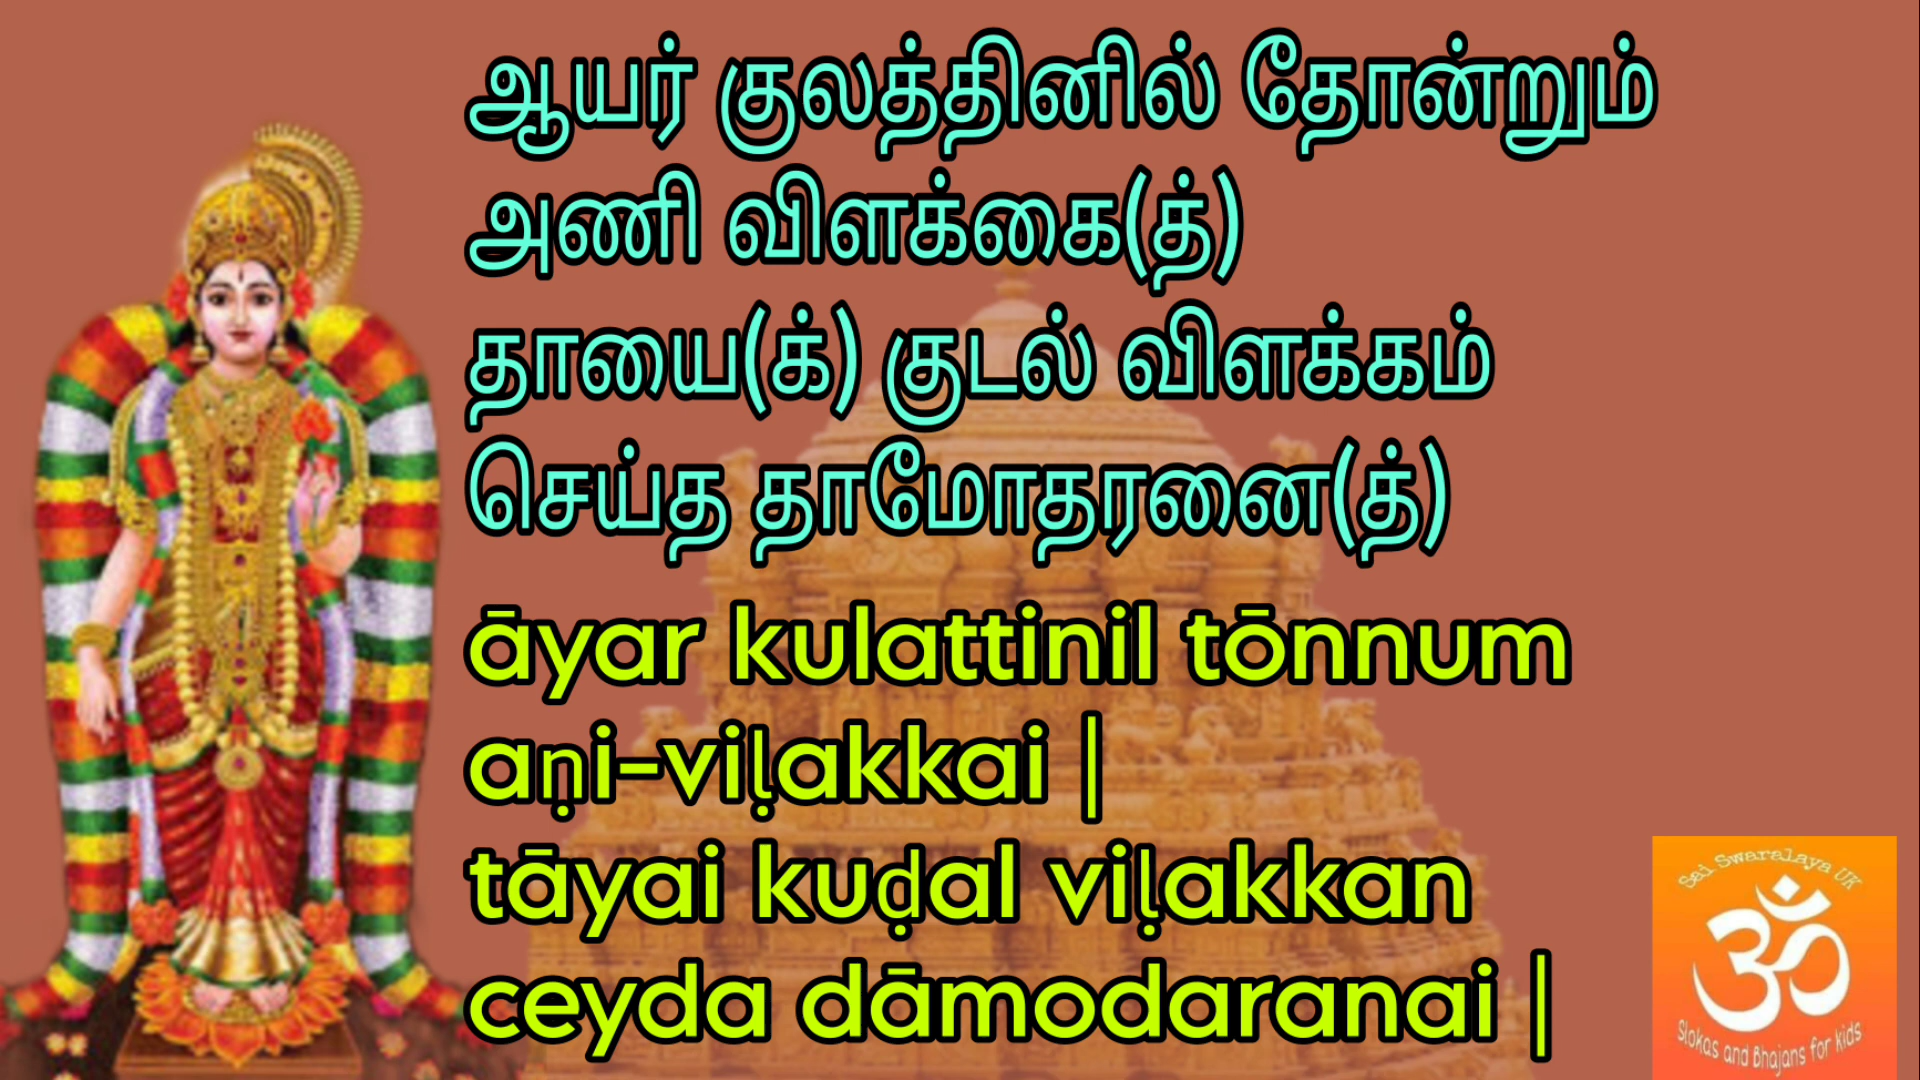 ஆயர் குலத்தினில் தோன்றும்
அணி விளக்கை(த்)
தாயை(க்) குடல் விளக்கம்
செய்த தாமோதரனை(த்)
āyar kulattinil tōnnum
aṇi-viḷakkai |
tāyai kuḍal viḷakkan
ceyda dāmodaranai |
Sai Swaralaya UK
ॐ
Slokas and Bhajans for kids